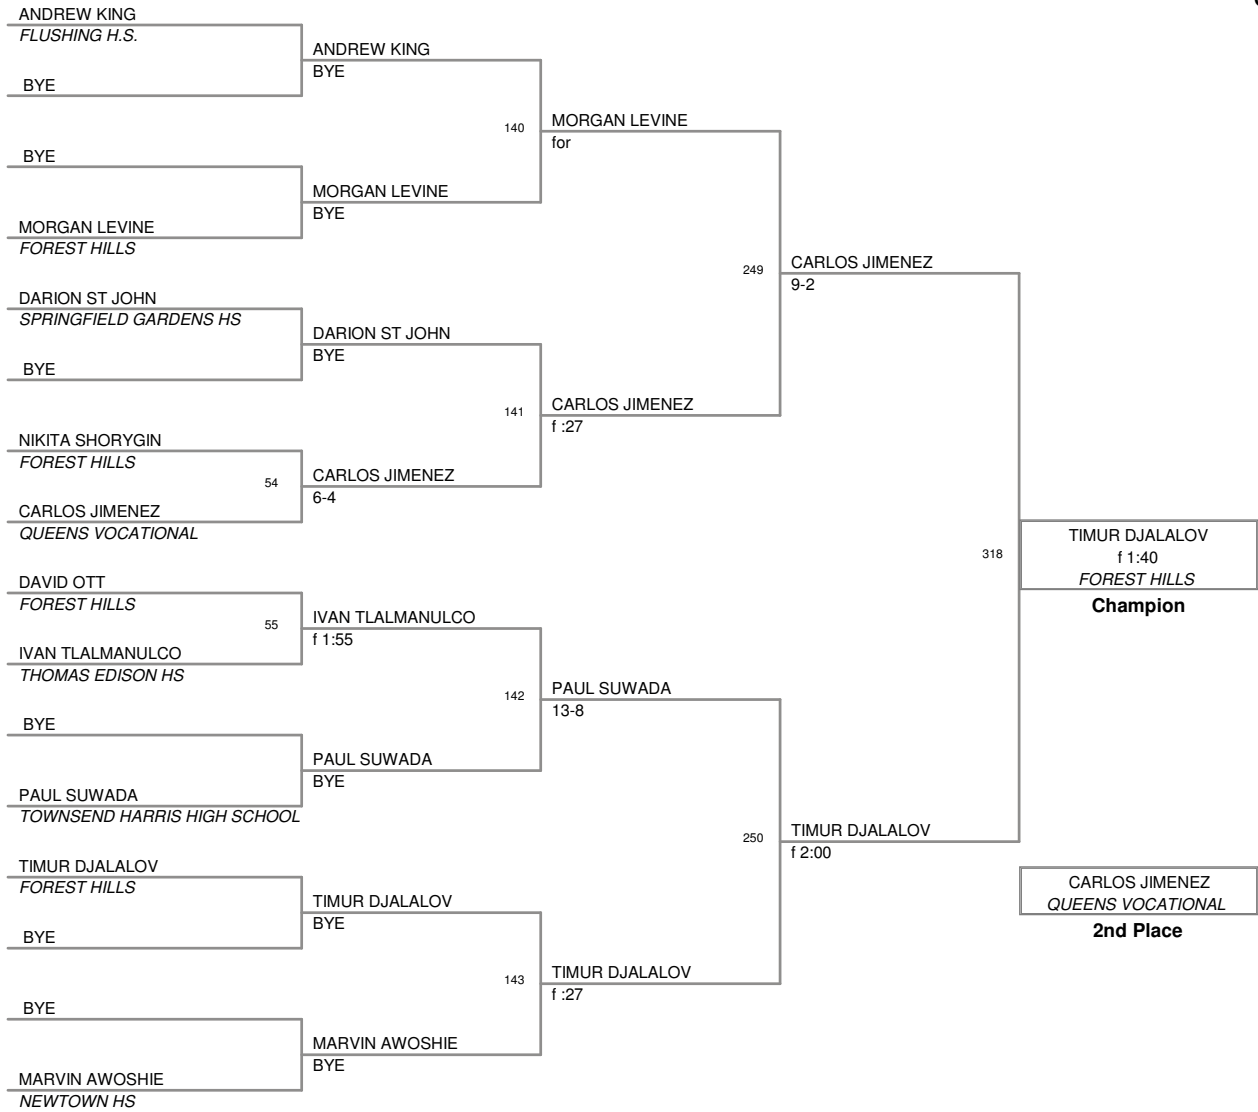 ANDREW KING
FLUSHING H.S.
BYE
BYE
MORGAN LEVINE
FOREST HILLS
DARION ST JOHN
SPRINGFIELD GARDENS HS
BYE
NIKITA SHORYGIN
FOREST HILLS
54
CARLOS JIMENEZ
QUEENS VOCATIONAL
DAVID OTT
FOREST HILLS
55
IVAN TLALMANULCO
THOMAS EDISON HS
BYE
PAUL SUWADA
TOWNSEND HARRIS HIGH SCHOOL
TIMUR DJALALOV
FOREST HILLS
BYE
BYE
MARVIN AWOSHIE
NEWTOWN HS
ANDREW KING
BYE
140
MORGAN LEVINE
BYE
DARION ST JOHN
BYE
141
CARLOS JIMENEZ
6-4
IVAN TLALMANULCO
f 1:55
142
PAUL SUWADA
BYE
TIMUR DJALALOV
BYE
143
MARVIN AWOSHIE
BYE
MORGAN LEVINE
for
249
CARLOS JIMENEZ
f :27
PAUL SUWADA
13-8
250
TIMUR DJALALOV
f :27
CARLOS JIMENEZ
9-2
318
TIMUR DJALALOV
f 2:00
TIMUR DJALALOV
f 1:40
FOREST HILLS
Champion
CARLOS JIMENEZ
QUEENS VOCATIONAL
2nd Place